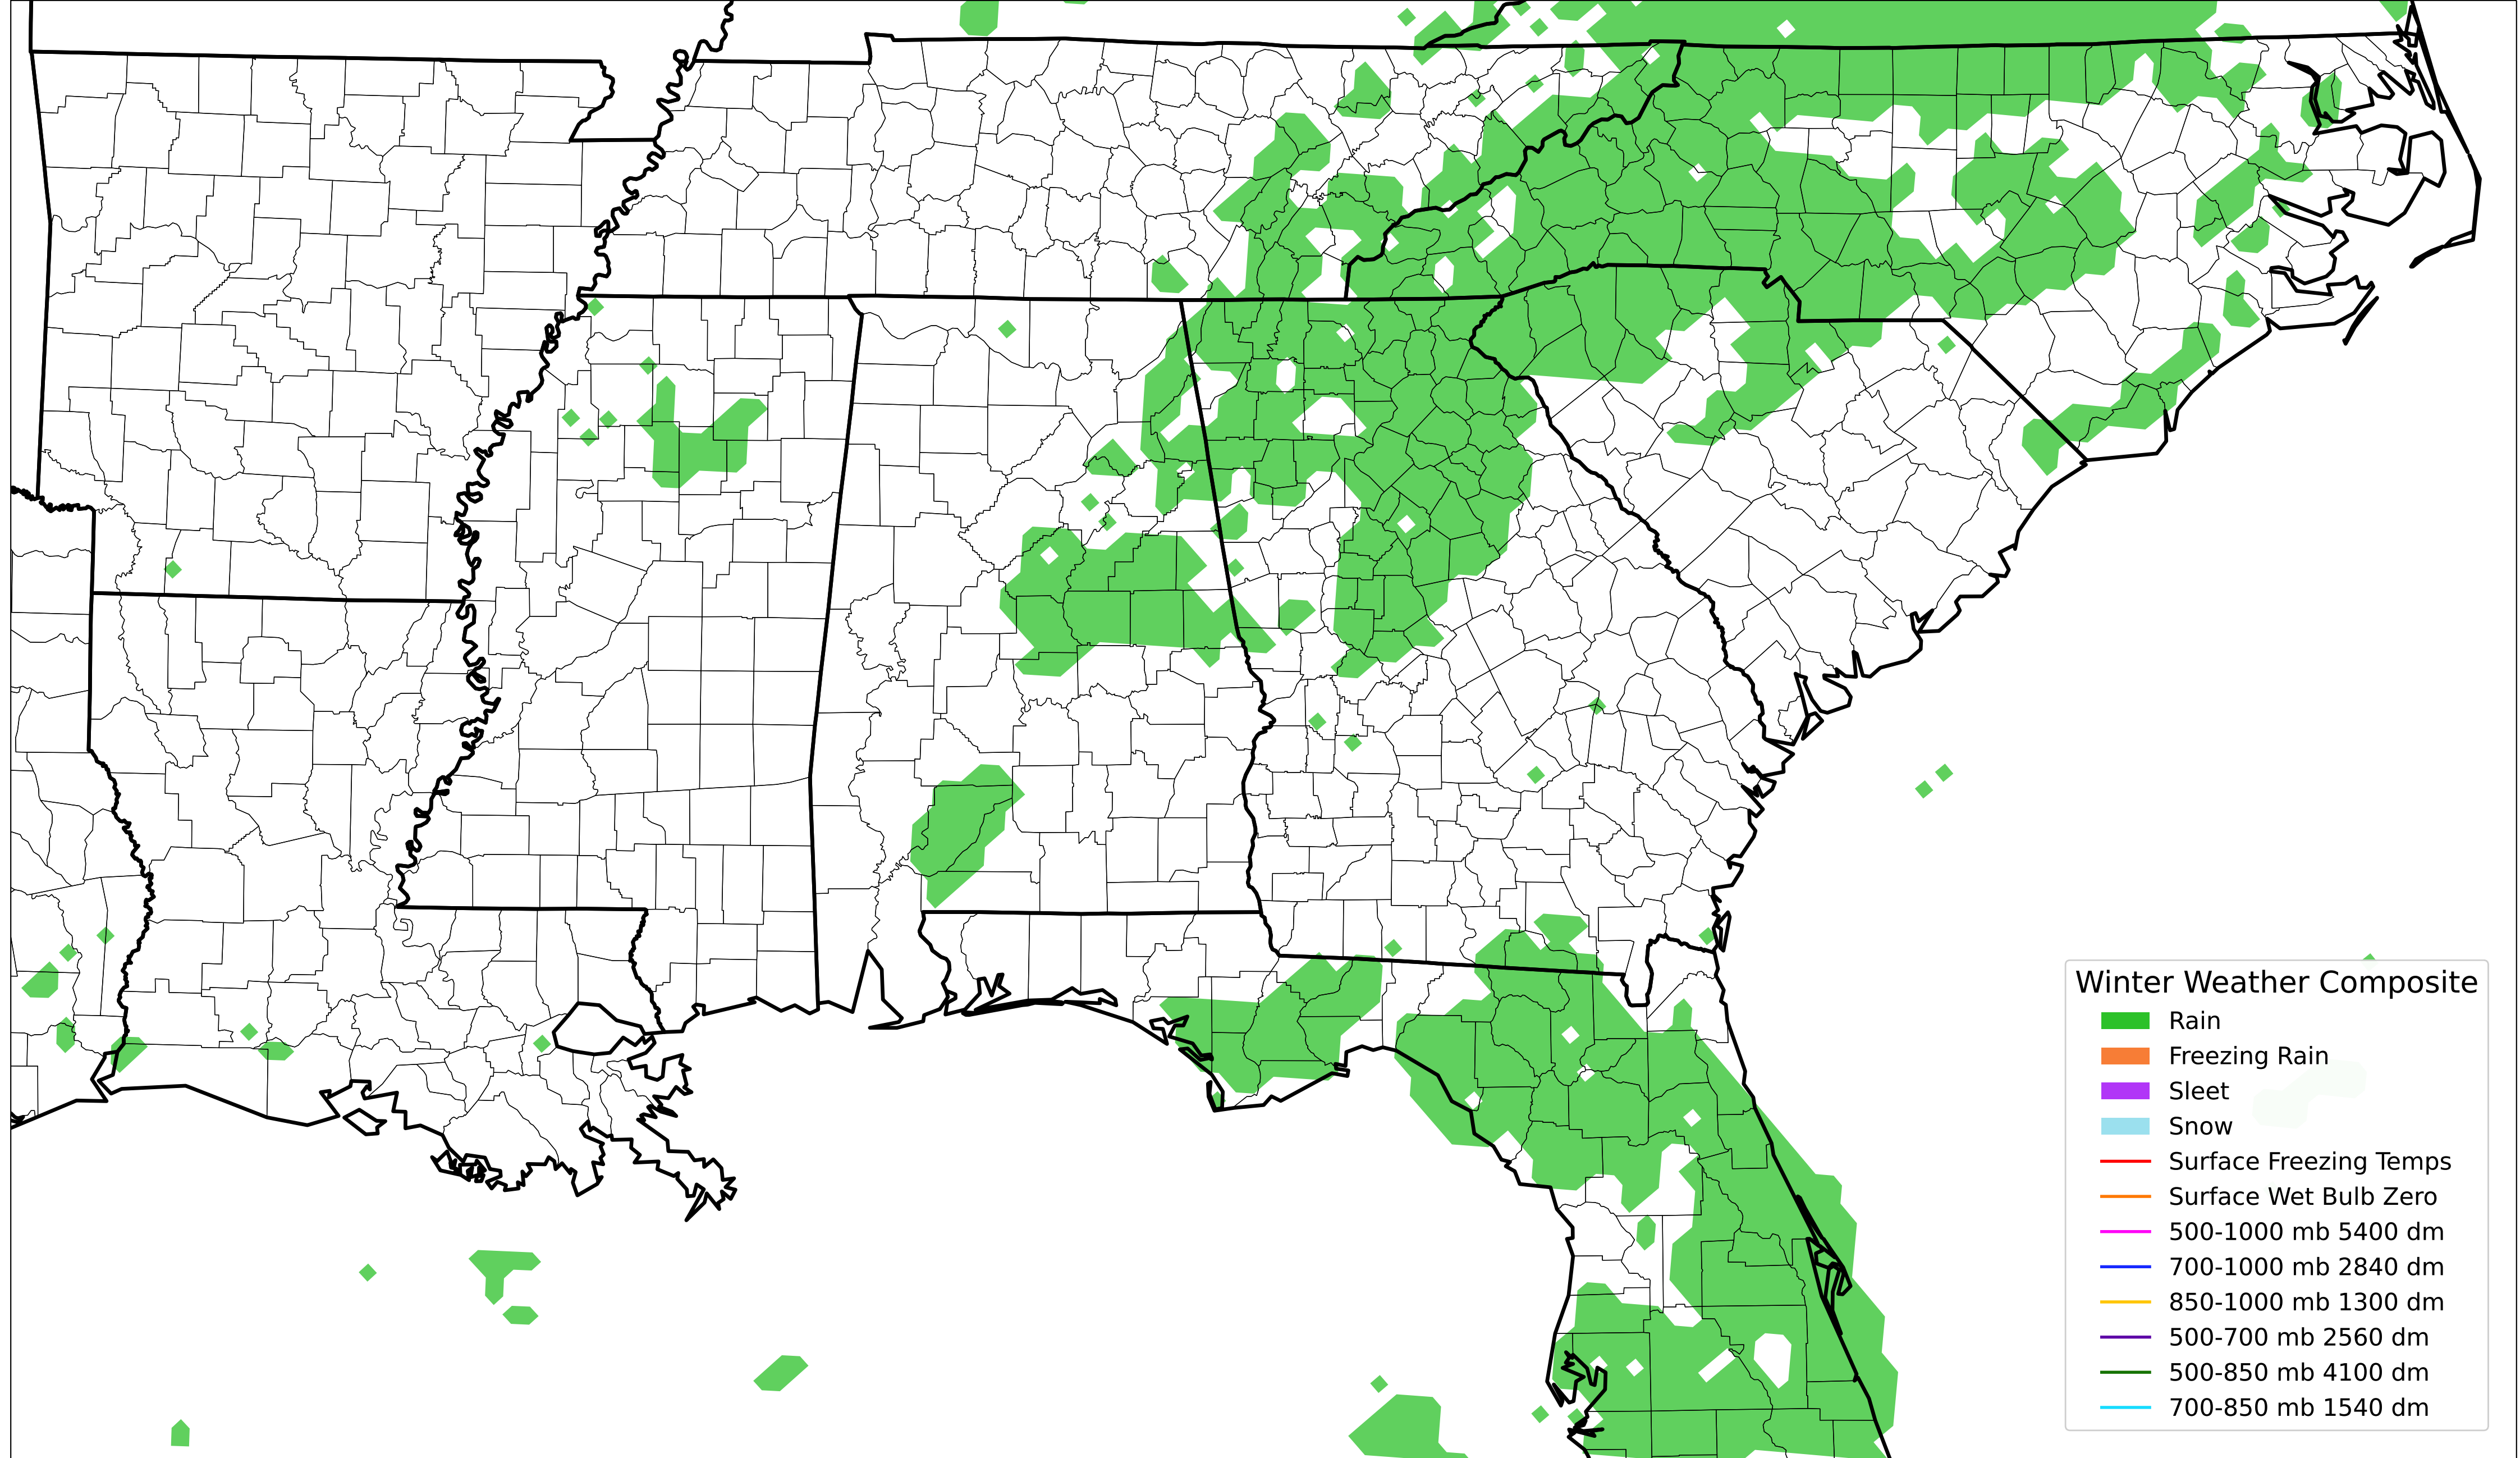 Winter Weather Composite
Rain
Freezing Rain
Sleet
Snow
Surface Freezing Temps
Surface Wet Bulb Zero
500-1000 mb 5400 dm
700-1000 mb 2840 dm
850-1000 mb 1300 dm
500-700 mb 2560 dm
500-850 mb 4100 dm
700-850 mb 1540 dm